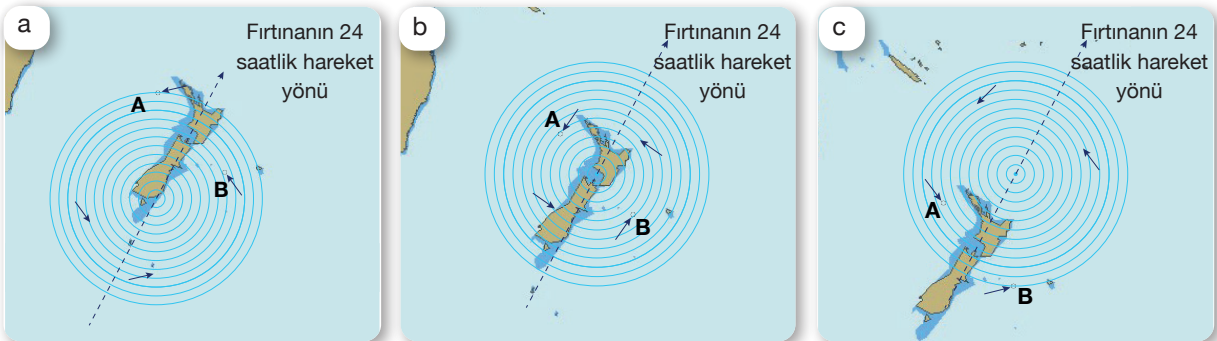 a
Fırtınanın 24
saatlik hareket
yönü
A
B
b
Fırtınanın 24
saatlik hareket
yönü
A
B
c
Fırtınanın 24
saatlik hareket
yönü
A
B